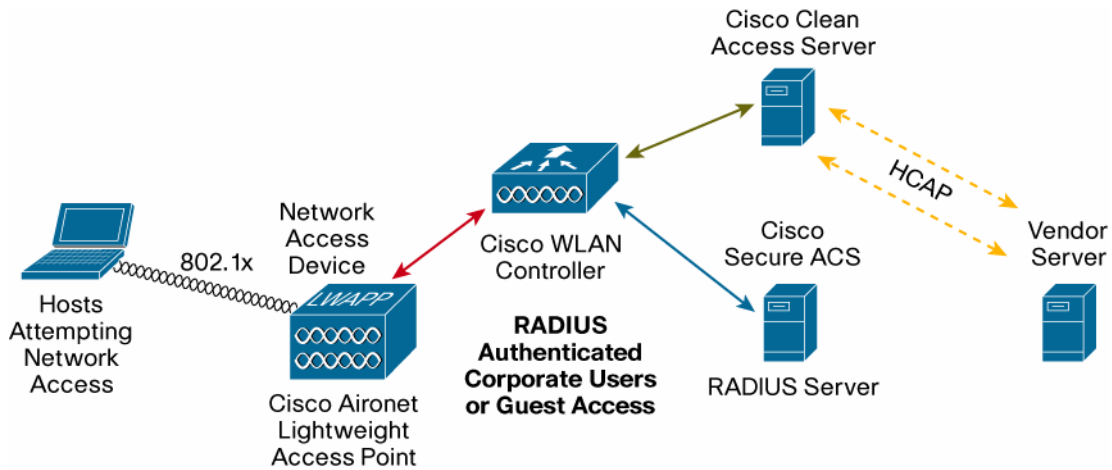 Cisco Clean
Access Server
HCAP
Network
Access
Device
802.1x
LWAPP
Hosts
Attempting
Network
Access
Cisco Aironet
Lightweight
Access Point
Cisco WLAN
Controller
RADIUS
Authenticated
Corporate Users
or Guest Access
Cisco
Secure ACS
RADIUS Server
Vendor
Server